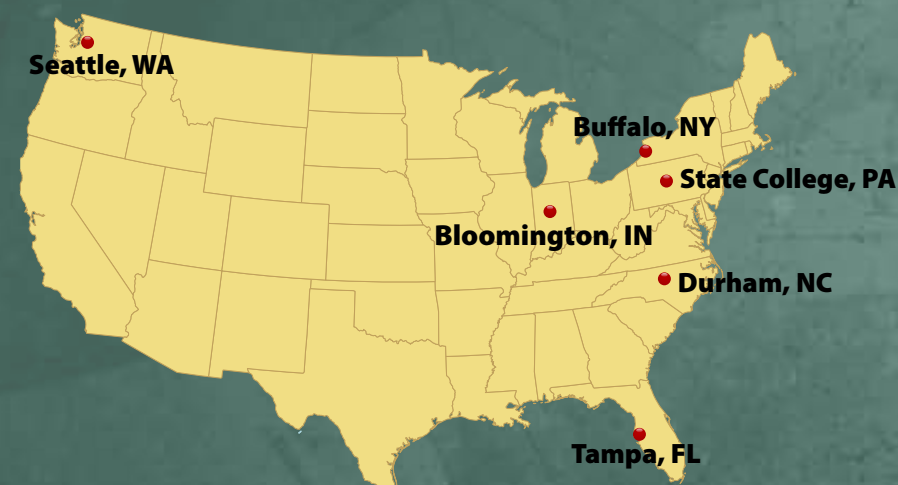 Seattle, WA
Buffalo, NY
State College, PA
Bloomington, IN
Durham, NC
Tampa, FL